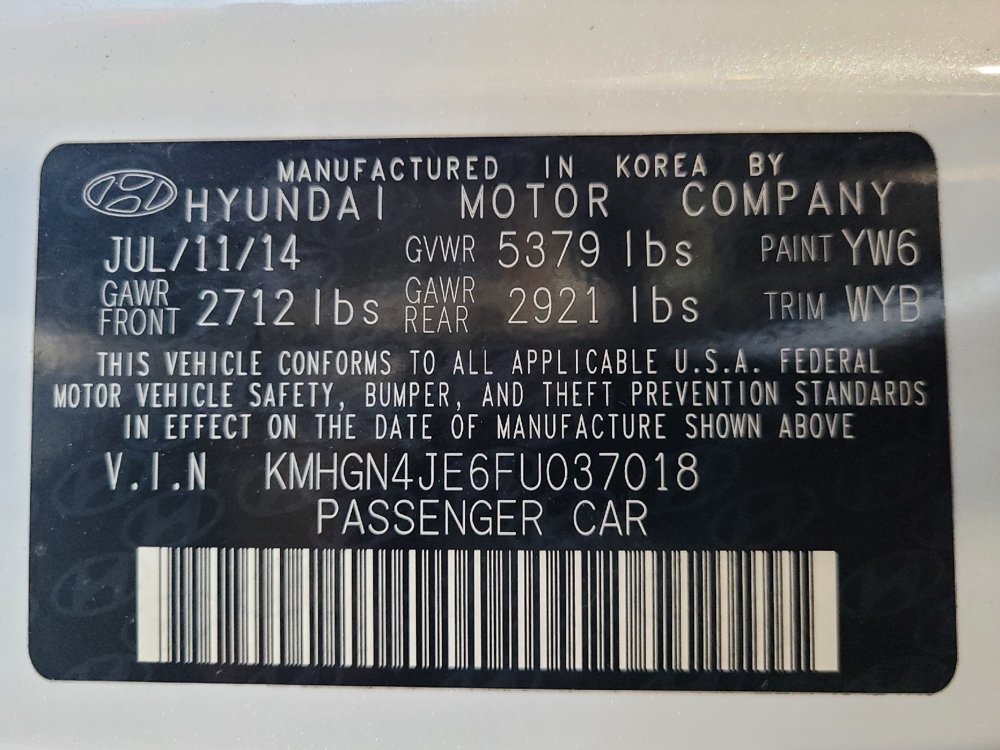 MANUFACTURED IN KOREA BY
HYUNDAI MOTOR COMPANY
JUL/11/14 GVWR 5379 lbs PAINT YW6
GAWR FRONT 2712 lbs GAWR REAR 2921 lbs TRIM WYB
THIS VEHICLE CONFORMS TO ALL APPLICABLE U.S.A. FEDERAL
MOTOR VEHICLE SAFETY, BUMPER, AND THEFT PREVENTION STANDARDS
IN EFFECT ON THE DATE OF MANUFACTURE SHOWN ABOVE
V.I.N KMHGN4JE6FU037018
PASSENGER CAR